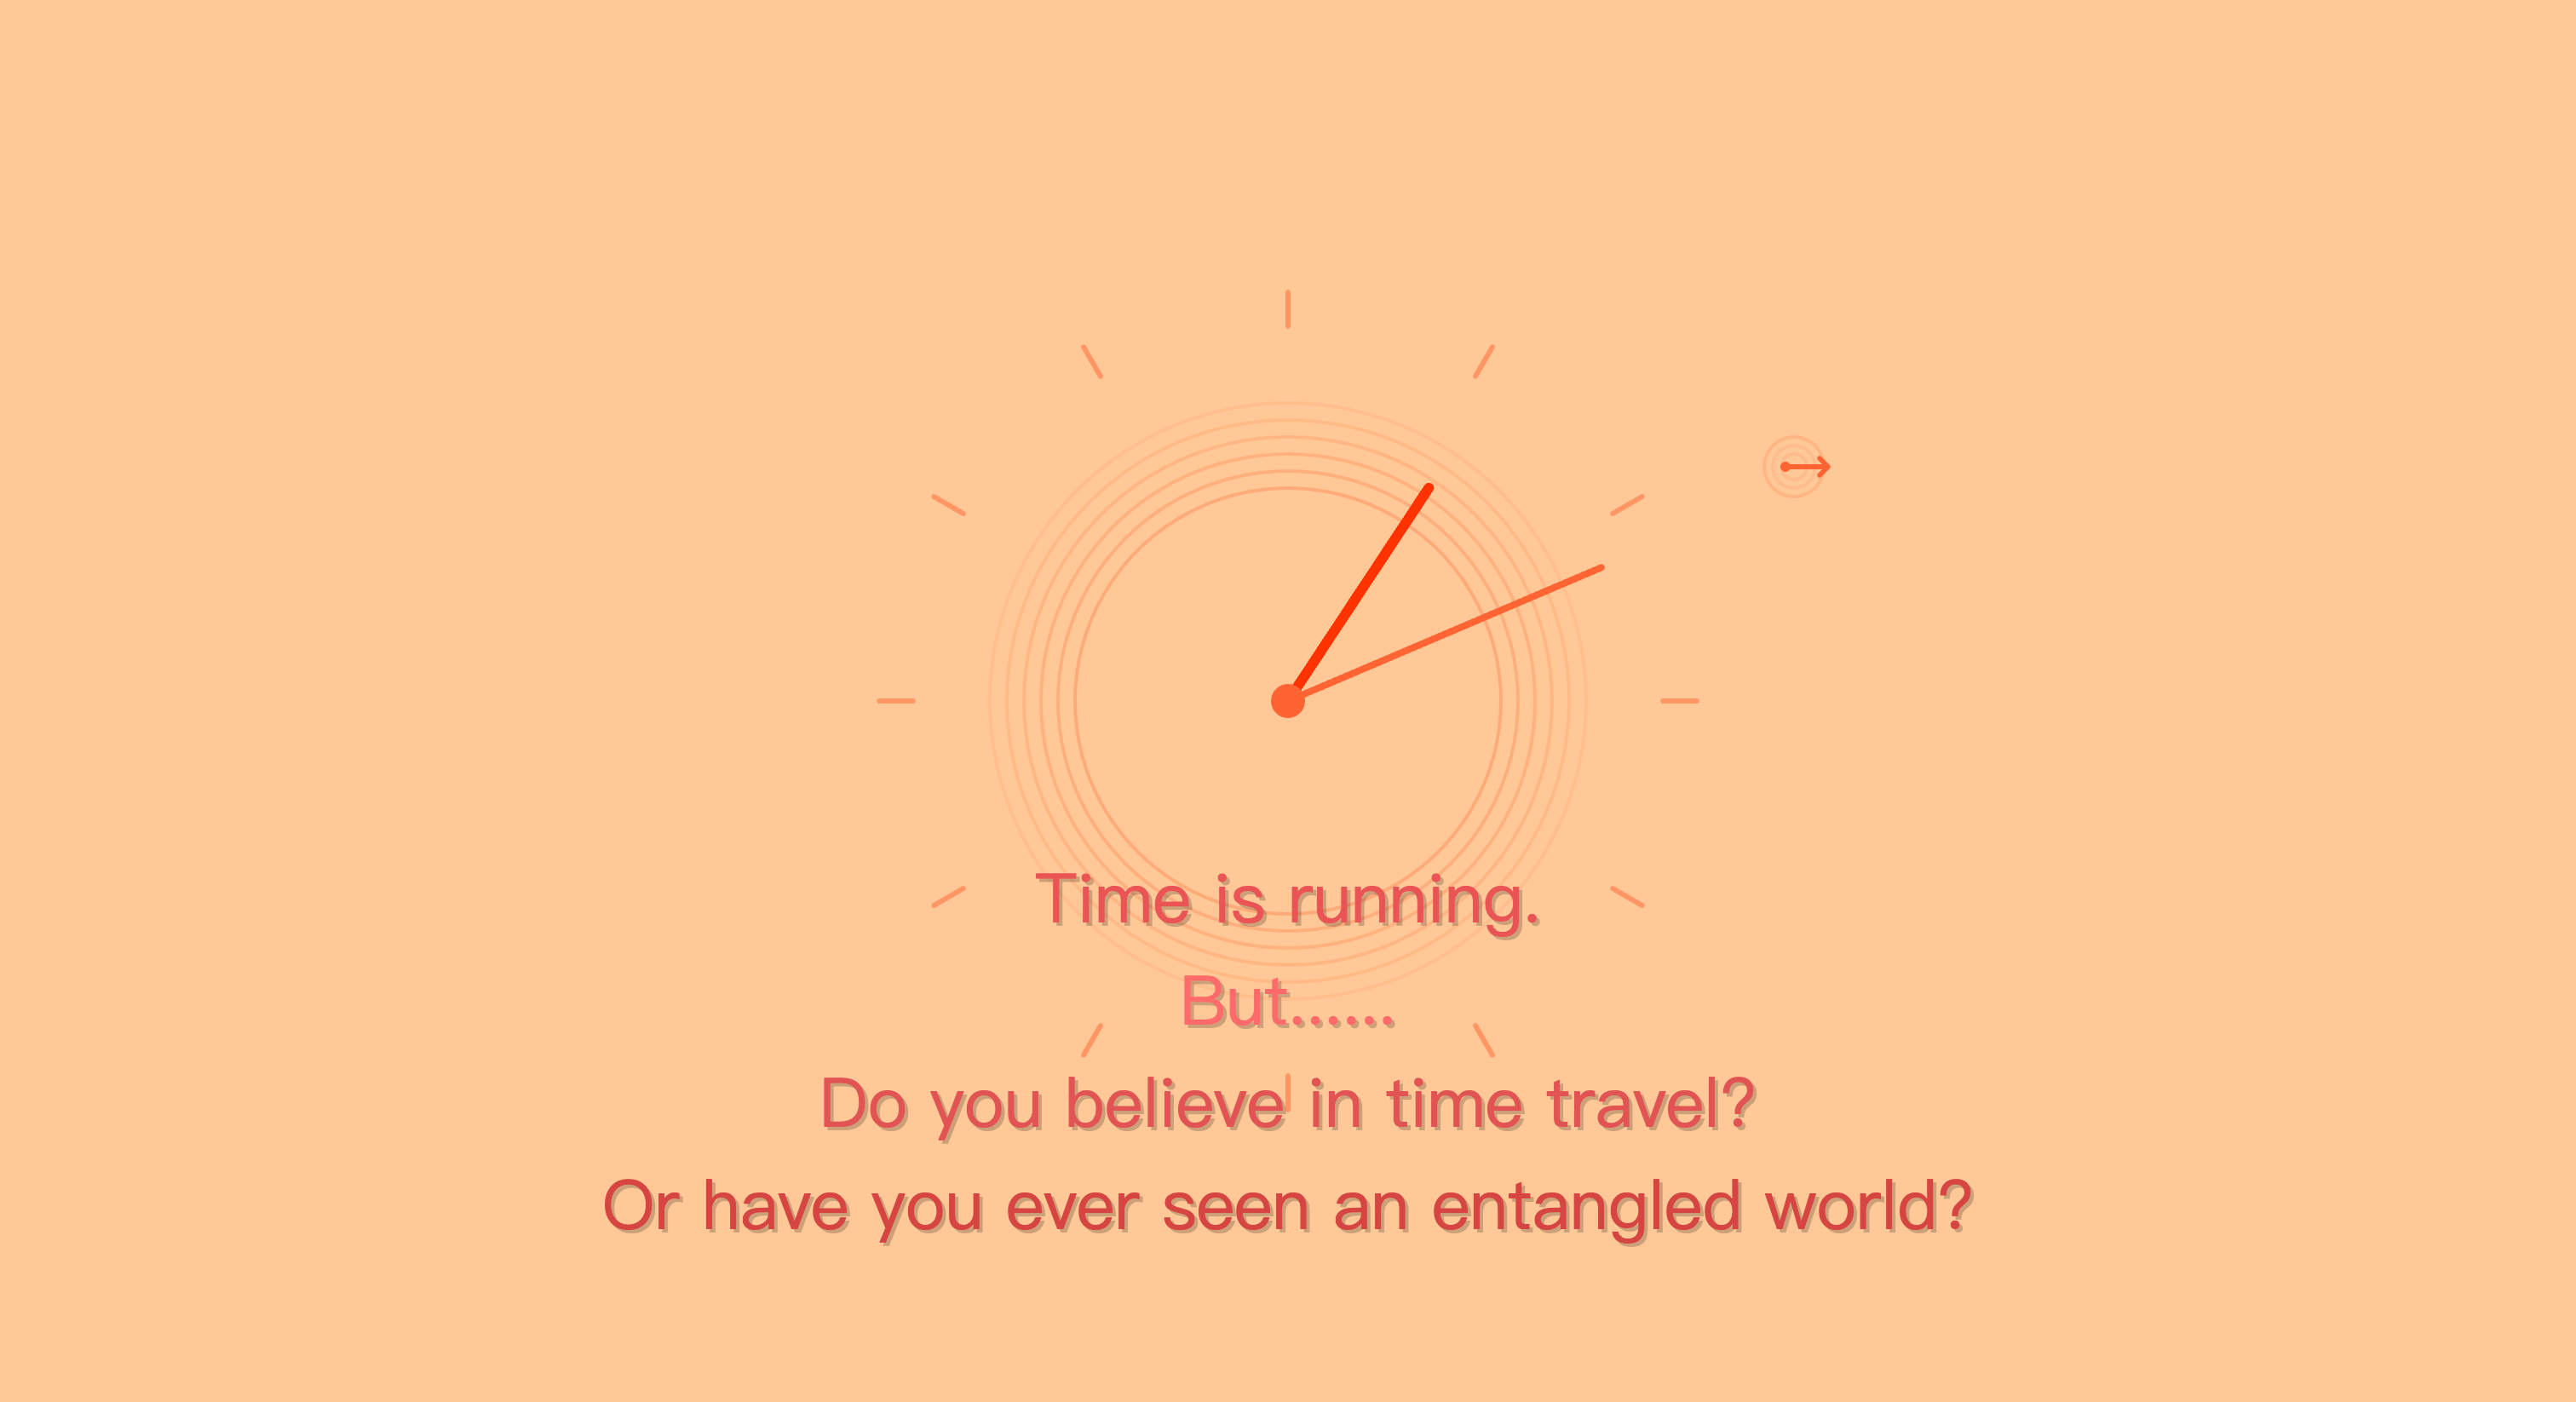 Time is running.
But......
Do you believe in time travel?
Or have you ever seen an entangled world?